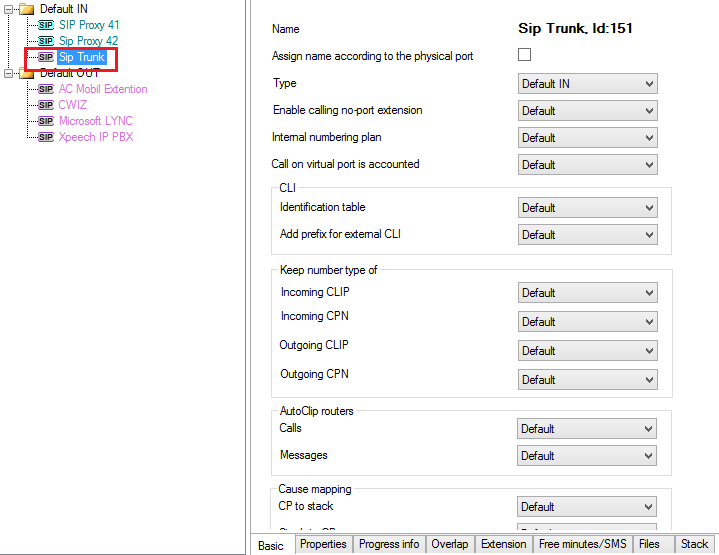 Default IN
SIP SIP Proxy 41
SIP Sip Proxy 42
SIP Sip Trunk
Default OUT
SIP AC Mobil Extention
SIP CWIZ
SIP Microsoft LYNC
SIP Xpeech IP PBX
Name Sip Trunk, Id:151
Assign name according to the physical port
Type Default IN
Enable calling no-port extension Default
Internal numbering plan Default
Call on virtual port is accounted Default
CLI
Identification table Default
Add prefix for external CLI Default
Keep number type of
Incoming CLIP Default
Incoming CPN Default
Outgoing CLIP Default
Outgoing CPN Default
AutoClip routers
Calls Default
Messages Default
Cause mapping
CP to stack Default
Basic Properties Progress info Overlap Extension Free minutes/SMS Files Stack